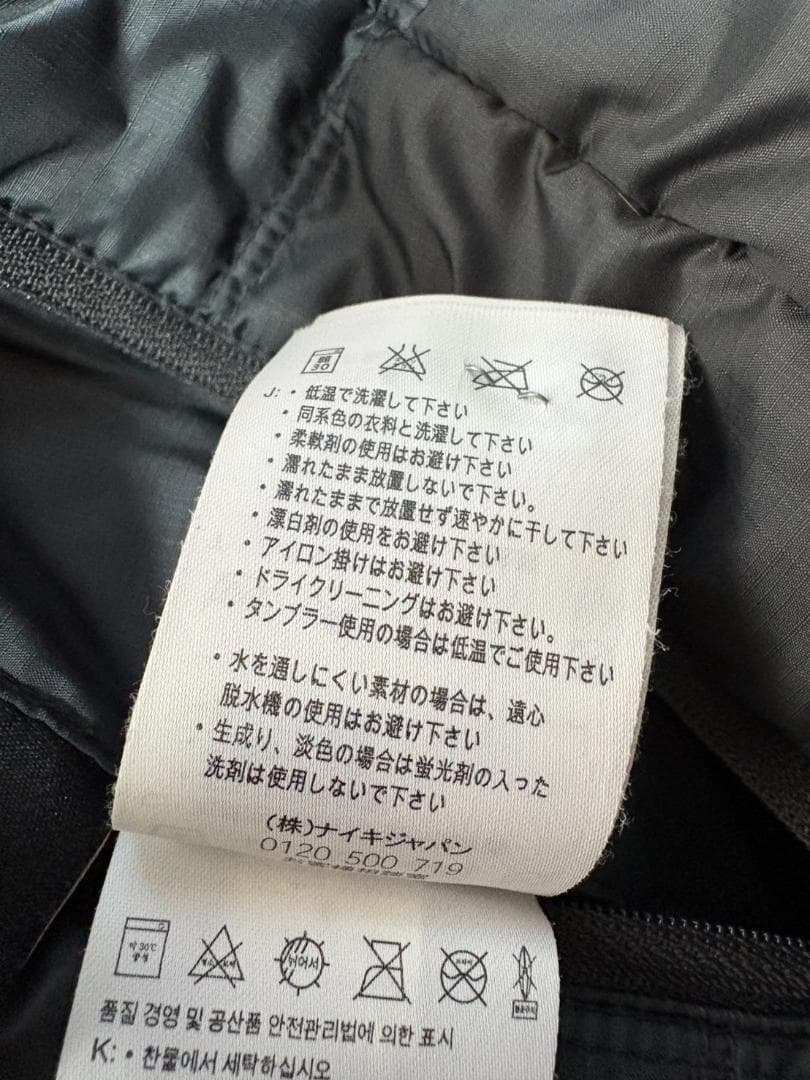 弱
30
J: ・低温で洗濯して下さい
・同系色の衣料と洗濯して下さい
・柔軟剤の使用はお避け下さい
・濡れたまま放置しないで下さい。
・濡れたままで放置せず速やかに干して下さい
・漂白剤の使用をお避け下さい
・アイロン掛けはお避け下さい
・ドライクリーニングはお避け下さい。
・タンブラー使用の場合は低温でご使用下さい
・水を通しにくい素材の場合は、遠心
脱水機の使用はお避け下さい
・生成り、淡色の場合は蛍光剤の入った
洗剤は使用しないで下さい
(株)ナイキジャパン
0120 500 719
약 30℃
중성
뉘어서
드라이
품질 경영 및 공산품 안전관리법에 의한 표시
K: ・찬물에서 세탁하십시오